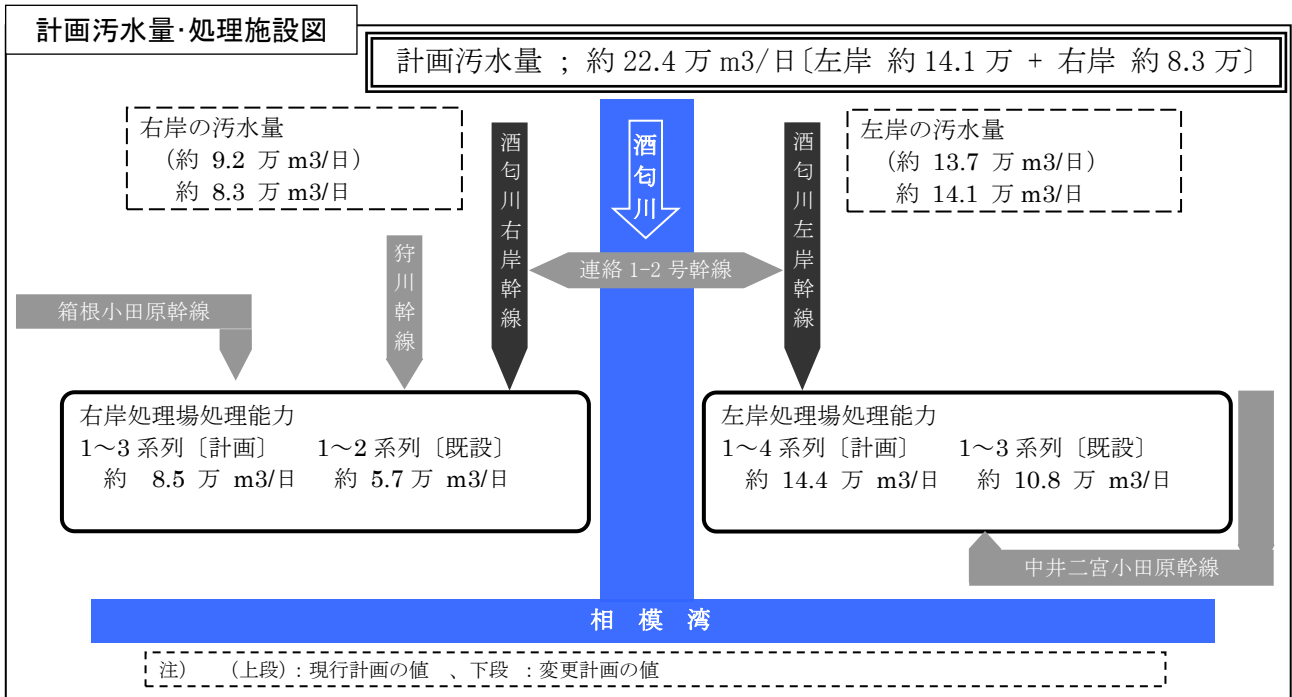 計画汚水量･処理施設図
計画汚水量 ; 約 22.4 万 m3/日〔左岸 約 14.1 万 + 右岸 約 8.3 万〕
右岸の汚水量
(約 9.2 万 m3/日)
約 8.3 万 m3/日
酒匂川右岸幹線
酒匂川
酒匂川左岸幹線
左岸の汚水量
(約 13.7 万 m3/日)
約 14.1 万 m3/日
狩川幹線
連絡 1-2 号幹線
箱根小田原幹線
右岸処理場処理能力
1～3 系列〔計画〕 1～2 系列〔既設〕
約 8.5 万 m3/日 約 5.7 万 m3/日
左岸処理場処理能力
1～4 系列〔計画〕 1～3 系列〔既設〕
約 14.4 万 m3/日 約 10.8 万 m3/日
中井二宮小田原幹線
相 模 湾
注) (上段) : 現行計画の値 、下段 : 変更計画の値